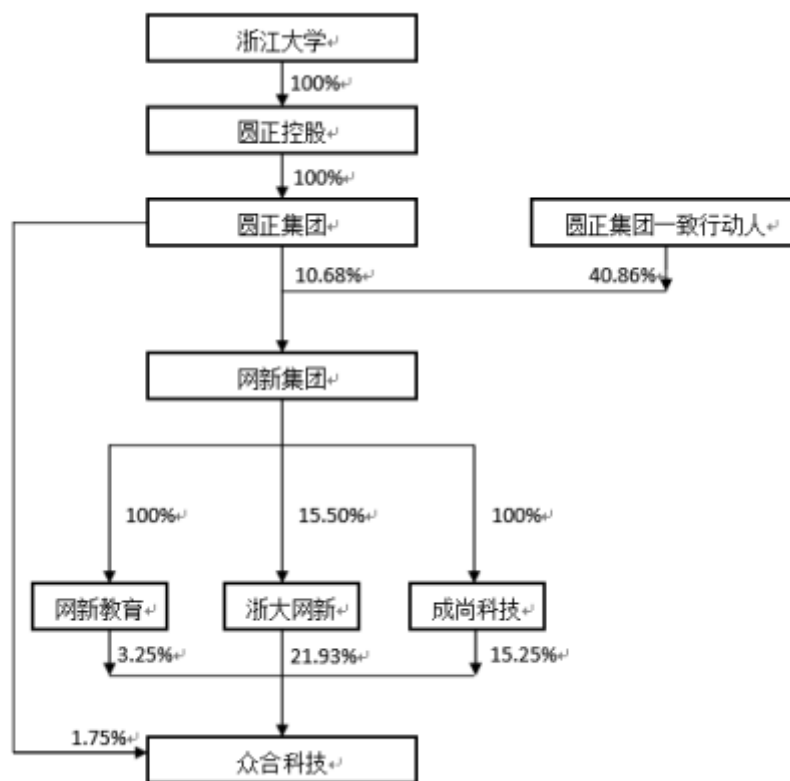 浙江大学
100%
圆正控股
100%
圆正集团
圆正集团一致行动人
10.68%
40.86%
网新集团
100%
15.50%
100%
网新教育
浙大网新
成尚科技
3.25%
21.93%
15.25%
1.75%
众合科技